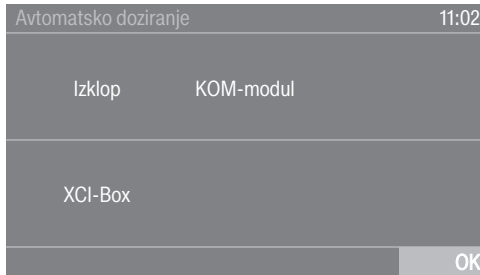 Avtomatsko doziranje 11:02
Izklop KOM-modul
XCI-Box
OK